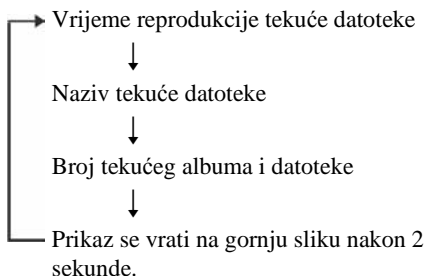 Vrijeme reprodukcije tekuće datoteke
Naziv tekuće datoteke
Broj tekućeg albuma i datoteke
Prikaz se vrati na gornju sliku nakon 2
sekunde.